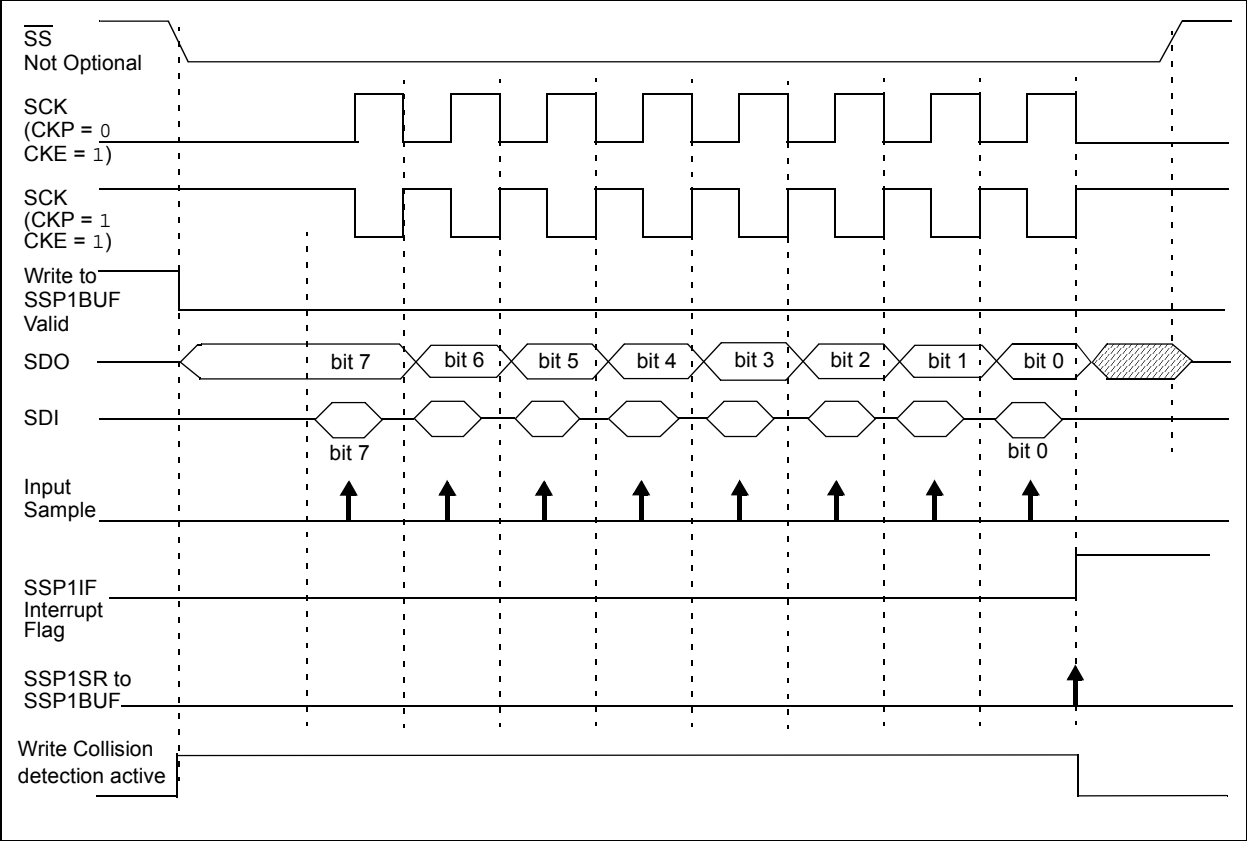 SS
Not Optional
SCK
(CKP = 0
CKE = 1)
SCK
(CKP = 1
CKE = 1)
Write to
SSP1BUF
Valid
SDO
bit 7 bit 6 bit 5 bit 4 bit 3 bit 2 bit 1 bit 0
SDI
bit 7 bit 0
Input
Sample
SSP1IF
Interrupt
Flag
SSP1SR to
SSP1BUF
Write Collision
detection active